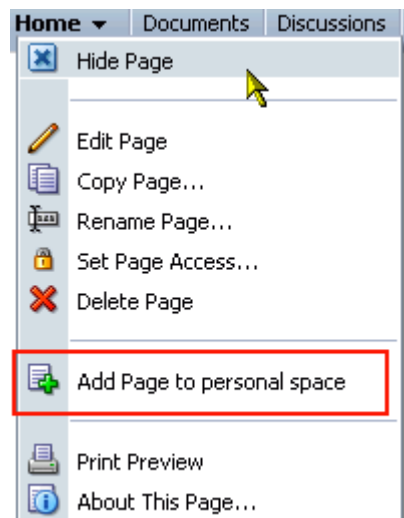 Home Documents Discussions
Hide Page
Edit Page
Copy Page...
Rename Page...
Set Page Access...
Delete Page
Add Page to personal space
Print Preview
About This Page...